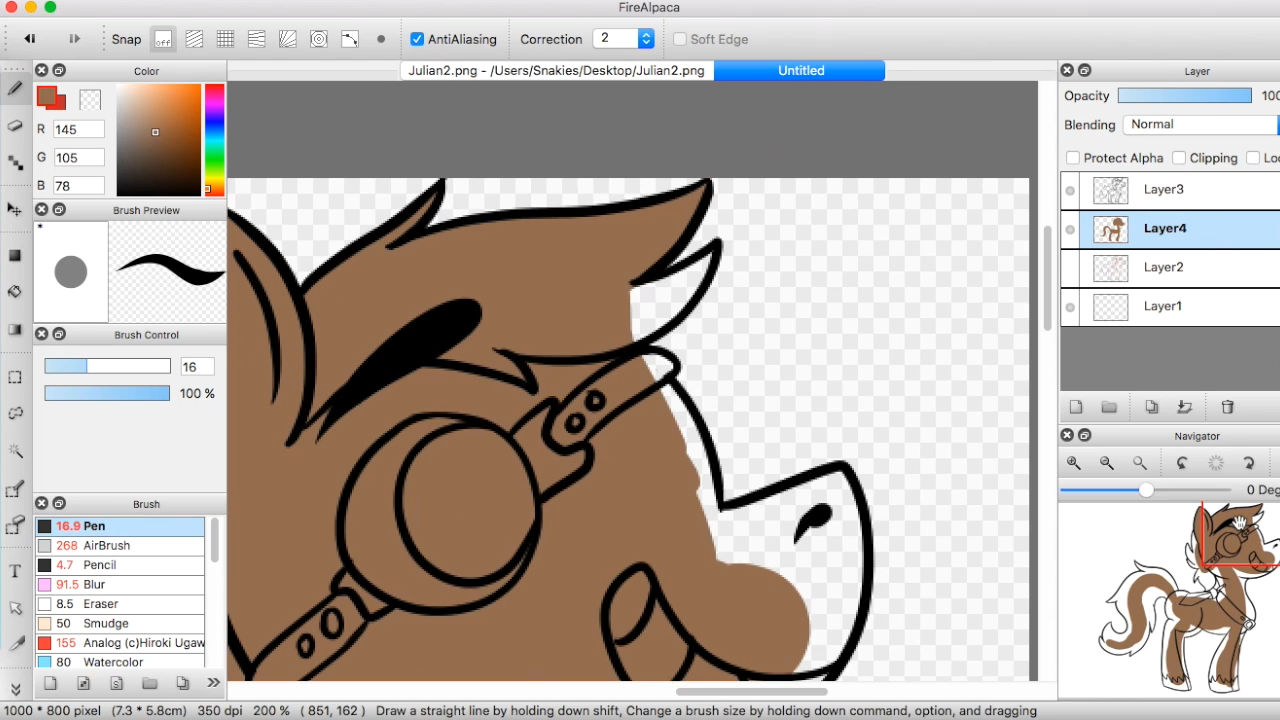 FireAlpaca
Snap off AntiAliasing Correction 2 Soft Edge
Color
Julian2.png - /Users/Snakies/Desktop/Julian2.png Untitled
Layer
R 145
G 105
B 78
Opacity 100
Blending Normal
Protect Alpha Clipping Loc
Brush Preview
*
Layer3
Layer4
Layer2
Layer1
Brush Control
16
100 %
Navigator
0 Deg
Brush
16.9 Pen
268 AirBrush
4.7 Pencil
91.5 Blur
8.5 Eraser
50 Smudge
155 Analog (c)Hiroki Ugaw
80 Watercolor
T
1000 * 800 pixel (7.3 * 5.8cm) 350 dpi 200 % ( 851, 162 ) Draw a straight line by holding down shift, Change a brush size by holding down command, option, and dragging